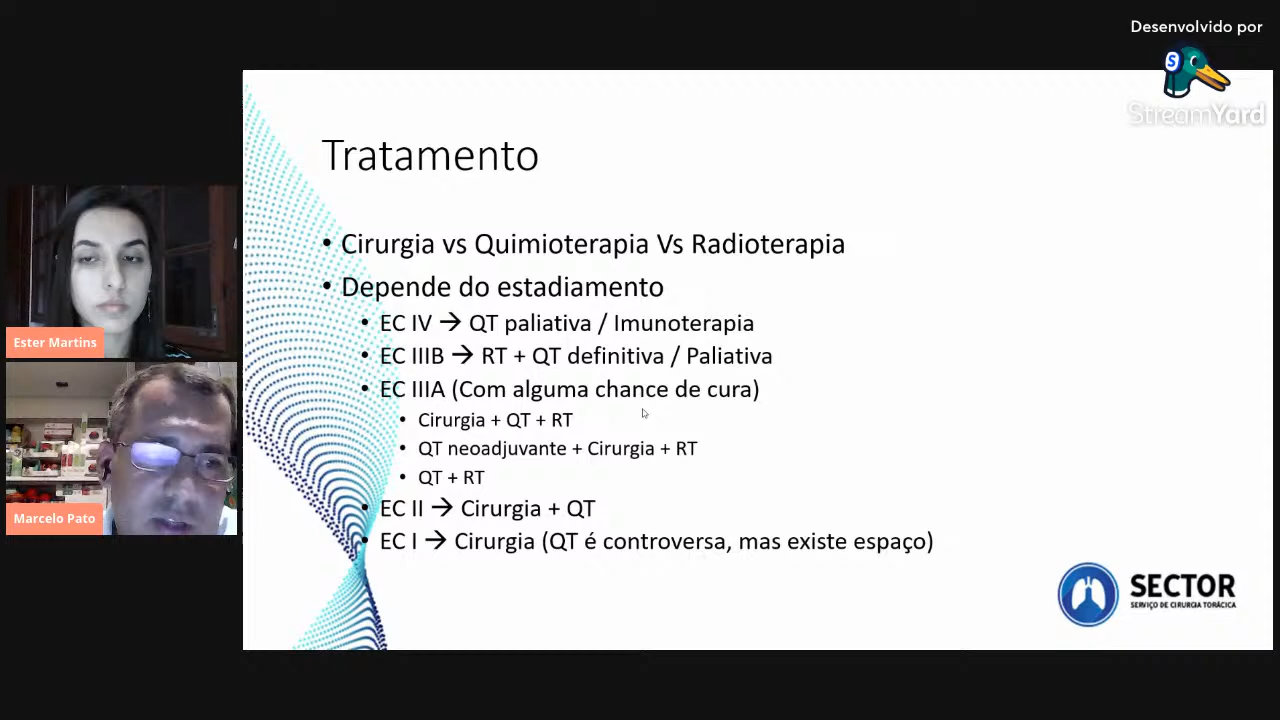 Desenvolvido por
S
StreamYard
Tratamento
• Cirurgia vs Quimioterapia Vs Radioterapia
• Depende do estadiamento
• EC IV → QT paliativa / Imunoterapia
• EC IIIB → RT + QT definitiva / Paliativa
• EC IIIA (Com alguma chance de cura)
• Cirurgia + QT + RT
• QT neoadjuvante + Cirurgia + RT
• QT + RT
• EC II → Cirurgia + QT
• EC I → Cirurgia (QT é controversa, mas existe espaço)
SECTOR
SERVIÇO DE CIRURGIA TORÁCICA
Ester Martins
Marcelo Pato